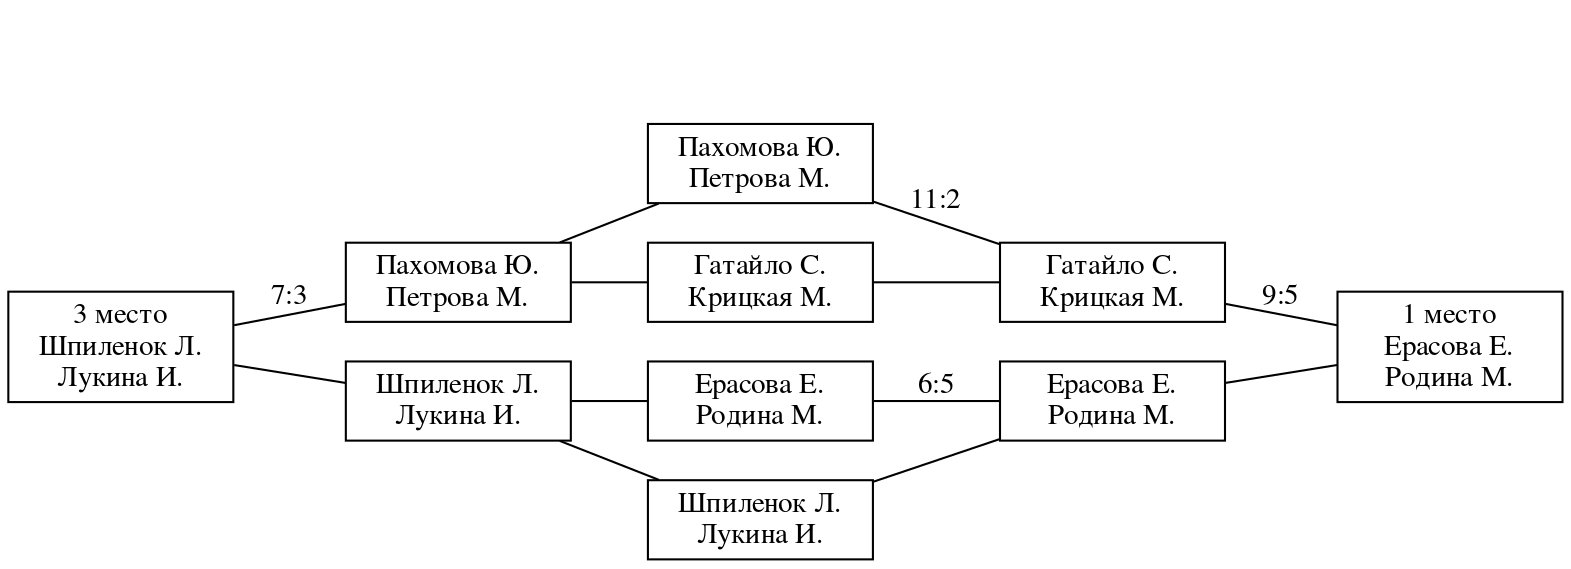 Пахомова Ю.
Петрова М.
11:2
Пахомова Ю.
Петрова М.
Гатайло С.
Крицкая М.
Гатайло С.
Крицкая М.
7:3
9:5
3 место
Шпиленок Л.
Лукина И.
1 место
Ерасова Е.
Родина М.
Шпиленок Л.
Лукина И.
Ерасова Е.
Родина М.
6:5
Ерасова Е.
Родина М.
Шпиленок Л.
Лукина И.